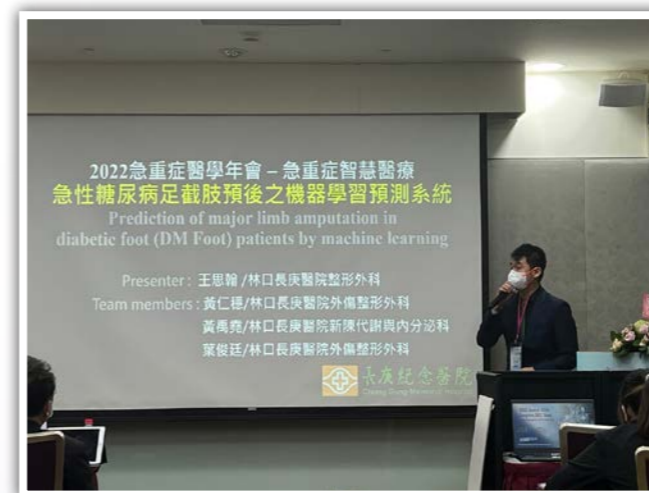 2022急重症醫學年會 – 急重症智慧醫療
急性糖尿病足截肢預後之機器學習預測系統
Prediction of major limb amputation in
diabetic foot (DM Foot) patients by machine learning
Presenter : 王思翰/林口長庚醫院整形外科
Team members : 黃仁穗/林口長庚醫院外傷整形外科
黃禹堯/林口長庚醫院新陳代謝與內分泌科
葉俊廷/林口長庚醫院外傷整形外科
長庚紀念醫院